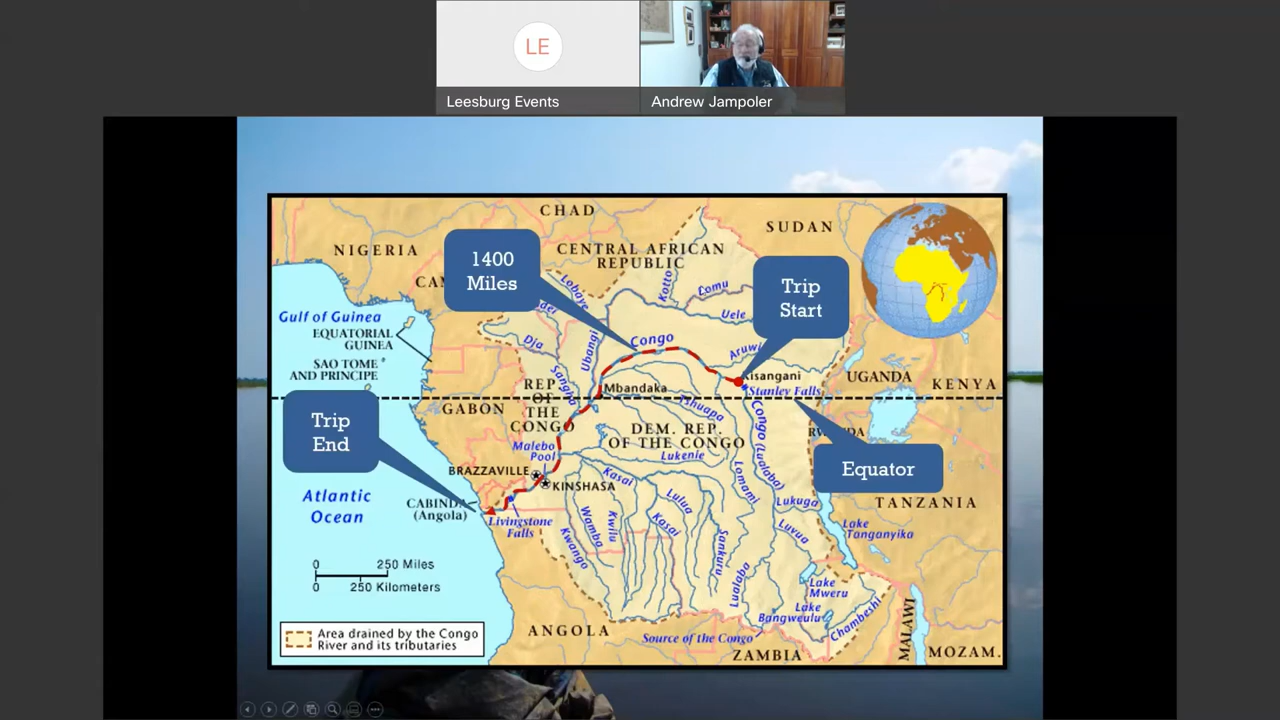 LE
Leesburg Events
Andrew Jampoler
CHAD
SUDAN
NIGERIA
1400
Miles
CENTRAL AFRICAN
REPUBLIC
Trip
Start
Lobaye
Kotto
Lomu
Uele
Gulf of Guinea
EQUATORIAL
GUINEA
SAO TOME
AND PRINCIPE
Dja
Sangha
Ubangi
Congo
Mbandaka
Kisangani
Stanley Falls
UGANDA
KENYA
REP
OF
THE
CONGO
GABON
Tshuapa
DEM. REP.
OF THE CONGO
Congo (Lualaba)
Trip
End
Malebo
Pool
Lukenie
Equator
BRAZZAVILLE
KINSHASA
Kasai
Lulua
Lomami
Atlantic
Ocean
CABINDA
(Angola)
Livingstone
Falls
Wamba
Kwilu
Kasai
Kwango
Sankuru
Lukuga
Luvua
TANZANIA
Lake
Tanganyika
0 250 Miles
0 250 Kilometers
Lualaba
Lake
Mweru
Lake
Bangweulu
Chambeshi
MALAWI
Area drained by the Congo
River and its tributaries
ANGOLA
Source of the Congo
ZAMBIA
MOZAM.